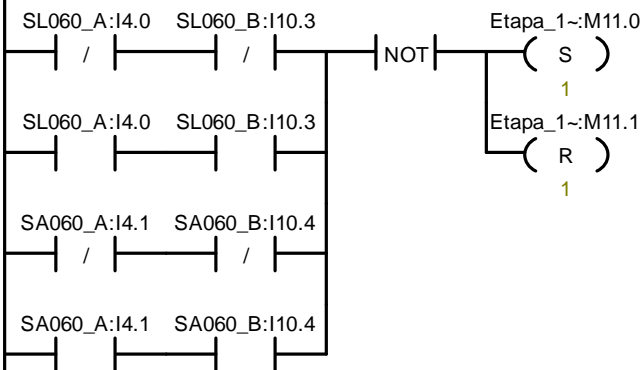 SL060_A:I4.0 SL060_B:I10.3 Etapa_1~:M11.0
/ / NOT S
1
SL060_A:I4.0 SL060_B:I10.3 Etapa_1~:M11.1
R
1
SA060_A:I4.1 SA060_B:I10.4
/ /
SA060_A:I4.1 SA060_B:I10.4